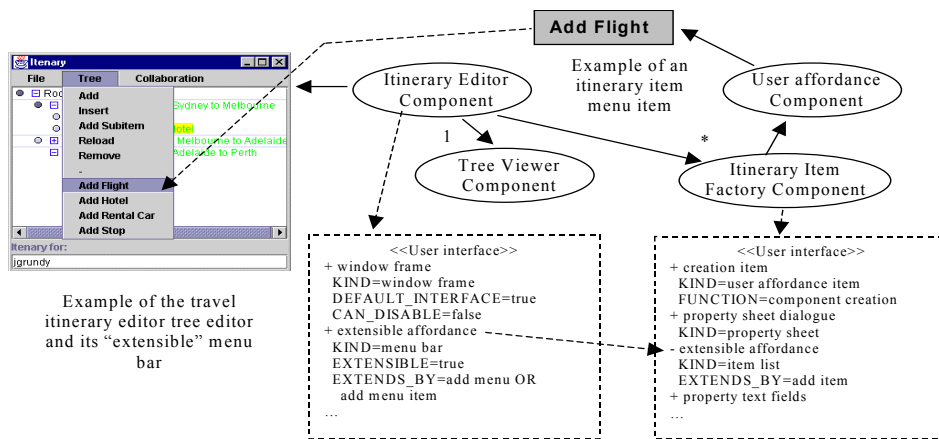 Add Flight
Itenary
File Tree Collaboration
Add
Insert
Add Subitem
Reload
Remove
-
Add Flight
Add Hotel
Add Rental Car
Add Stop
Roo
Sydney to Melbourne
otel
Melbourne to Adelaide
Adelaide to Perth
Itenary for:
jgrundy
Example of the travel
itinerary editor tree editor
and its “extensible” menu
bar
Itinerary Editor
Component
Example of an
itinerary item
menu item
User affordance
Component
1
*
Tree Viewer
Component
Itinerary Item
Factory Component
<<User interface>>
+ window frame
KIND=window frame
DEFAULT_INTERFACE=true
CAN_DISABLE=false
+ extensible affordance
KIND=menu bar
EXTENSIBLE=true
EXTENDS_BY=add menu OR
add menu item
...
<<User interface>>
+ creation item
KIND=user affordance item
FUNCTION=component creation
+ property sheet dialogue
KIND=property sheet
- extensible affordance
KIND=item list
EXTENDS_BY=add item
+ property text fields
...